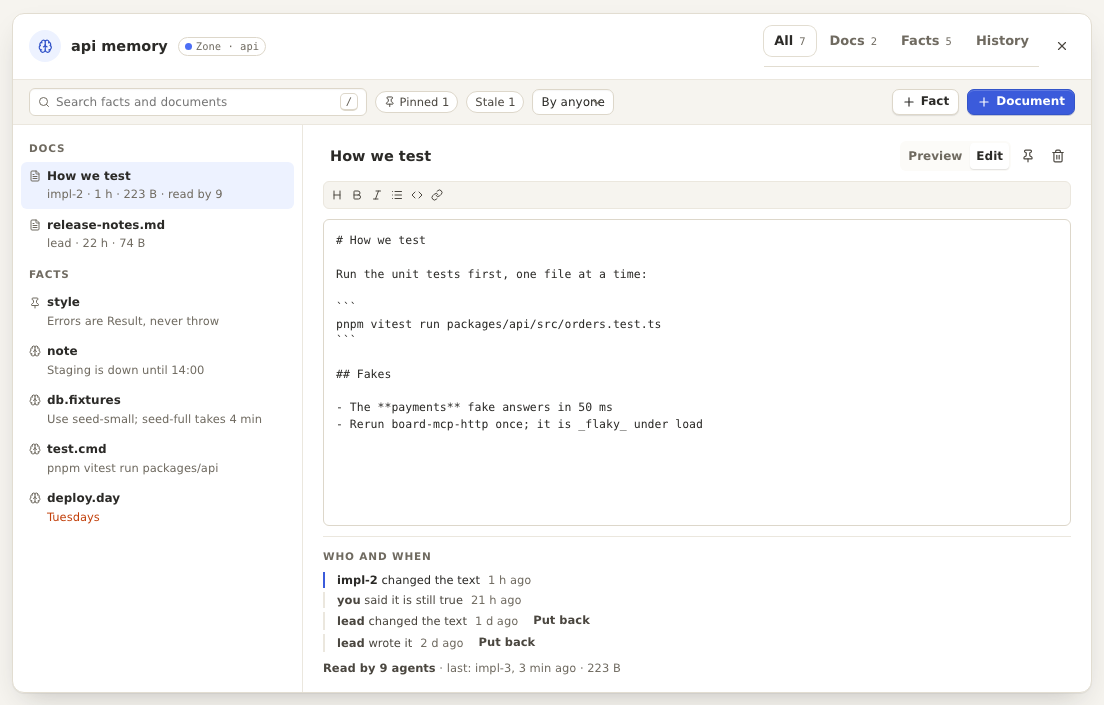 api memory
Zone · api
All 7
Docs 2
Facts 5
History
Search facts and documents
/
Pinned 1
Stale 1
By anyone
Fact
Document
DOCS
How we test
impl-2 · 1 h · 223 B · read by 9
release-notes.md
lead · 22 h · 74 B
FACTS
style
Errors are Result, never throw
note
Staging is down until 14:00
db.fixtures
Use seed-small; seed-full takes 4 min
test.cmd
pnpm vitest run packages/api
deploy.day
Tuesdays
How we test
Preview
Edit
# How we test
Run the unit tests first, one file at a time:
```
pnpm vitest run packages/api/src/orders.test.ts
```
## Fakes
- The **payments** fake answers in 50 ms
- Rerun board-mcp-http once; it is _flaky_ under load
WHO AND WHEN
impl-2 changed the text 1 h ago
you said it is still true 21 h ago
lead changed the text 1 d ago Put back
lead wrote it 2 d ago Put back
Read by 9 agents · last: impl-3, 3 min ago · 223 B